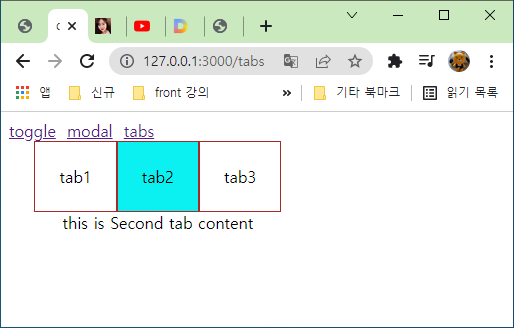 127.0.0.1:3000/tabs
앱 신규 front 강의 » 기타 북마크 읽기 목록
toggle modal tabs
tab1 tab2 tab3
this is Second tab content